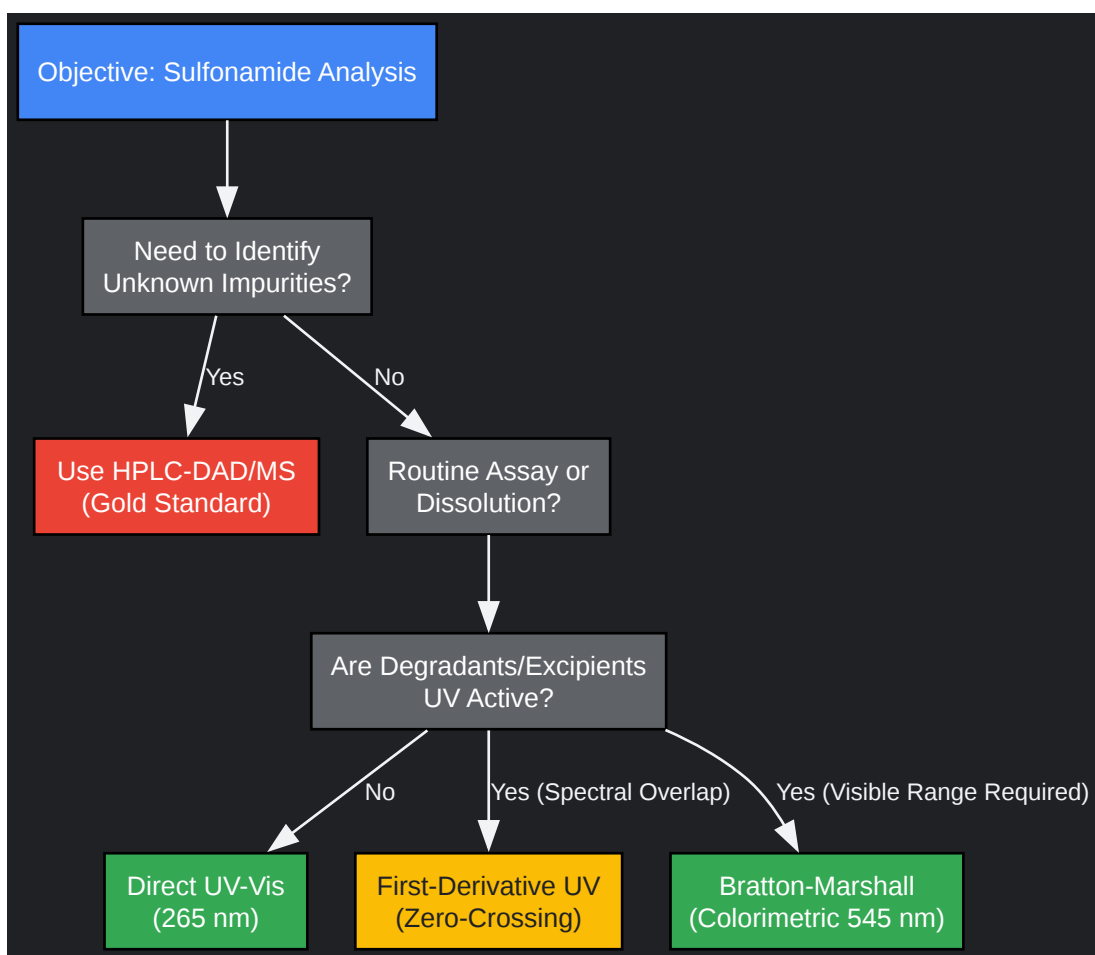 Objective: Sulfonamide Analysis
Need to Identify
Unknown Impurities?
Yes
No
Use HPLC-DAD/MS
(Gold Standard)
Routine Assay or
Dissolution?
Are Degradants/Excipients
UV Active?
No
Yes (Spectral Overlap)
Yes (Visible Range Required)
Direct UV-Vis
(265 nm)
First-Derivative UV
(Zero-Crossing)
Bratton-Marshall
(Colorimetric 545 nm)